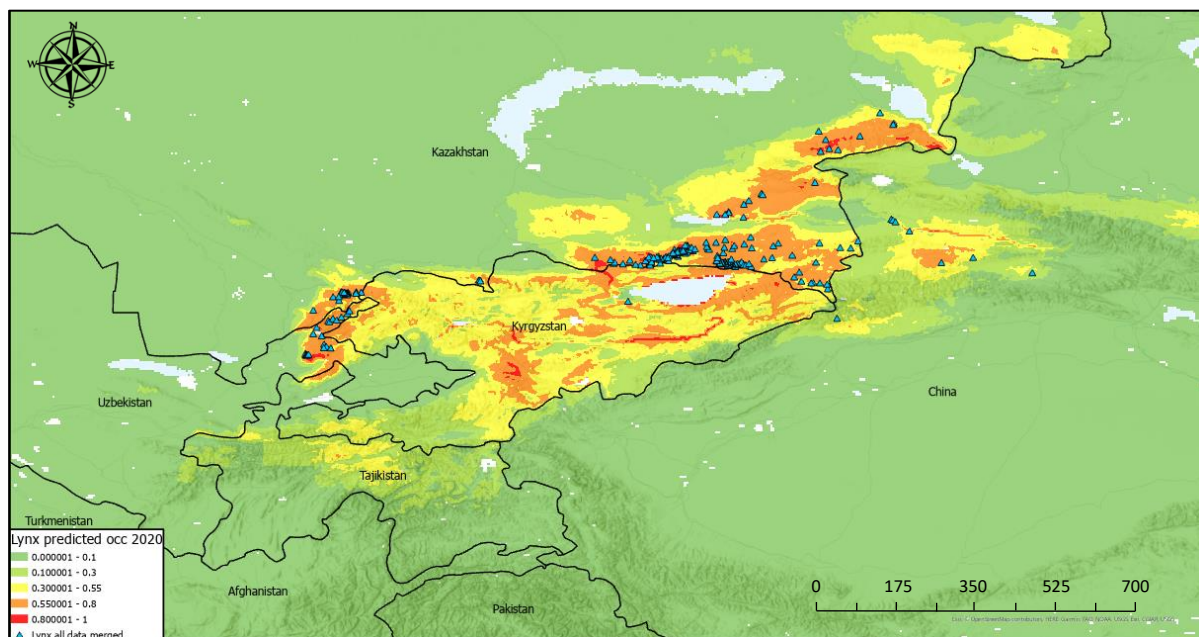 N
W E
S
Kazakhstan
Kyrgyzstan
China
Uzbekistan
Tajikistan
Turkmenistan
Lynx predicted occ 2020
0.000001 - 0.1
0.100001 - 0.3
0.300001 - 0.55
0.550001 - 0.8
0.800001 - 1
Lynx all data merged
Afghanistan
Pakistan
0 175 350 525 700